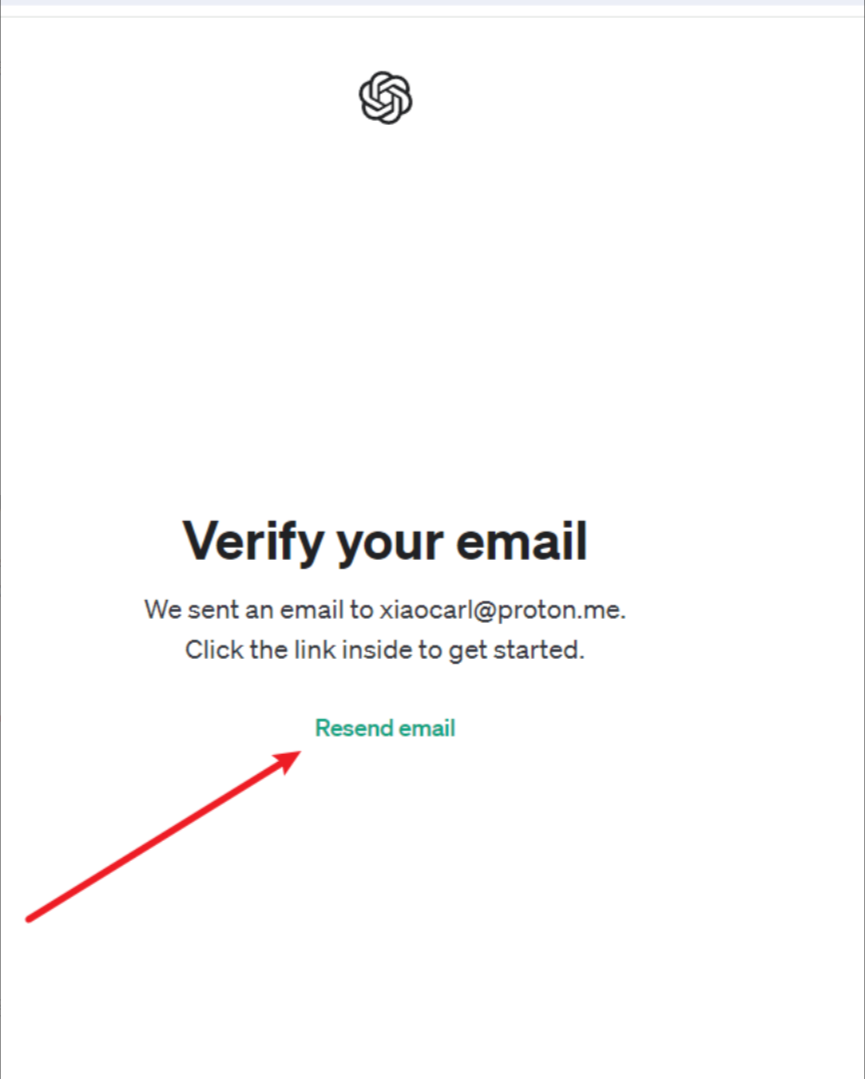 Verify your email
We sent an email to xiaocarl@proton.me.
Click the link inside to get started.
Resend email